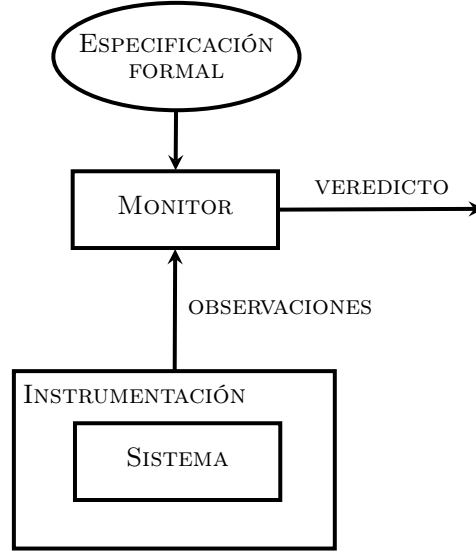 Especificación
formal
Monitor
veredicto
observaciones
Instrumentación
Sistema